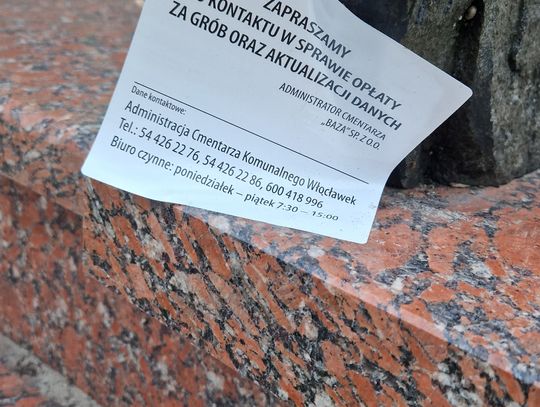 ZAPRASZAMY
O KONTAKTU W SPRAWIE OPŁATY
ZA GRÓB ORAZ AKTUALIZACJI DANYCH
ADMINISTRATOR CMENTARZA
„BAZA” SP. Z O.O.
Dane kontaktowe:
Administracja Cmentarza Komunalnego Włocławek
Tel.: 54 426 22 76, 54 426 22 86, 600 418 996
Biuro czynne: poniedziałek – piątek 7:30 – 15:00